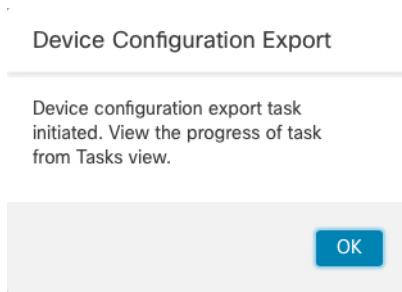 Device Configuration Export
Device configuration export task
initiated. View the progress of task
from Tasks view.
OK